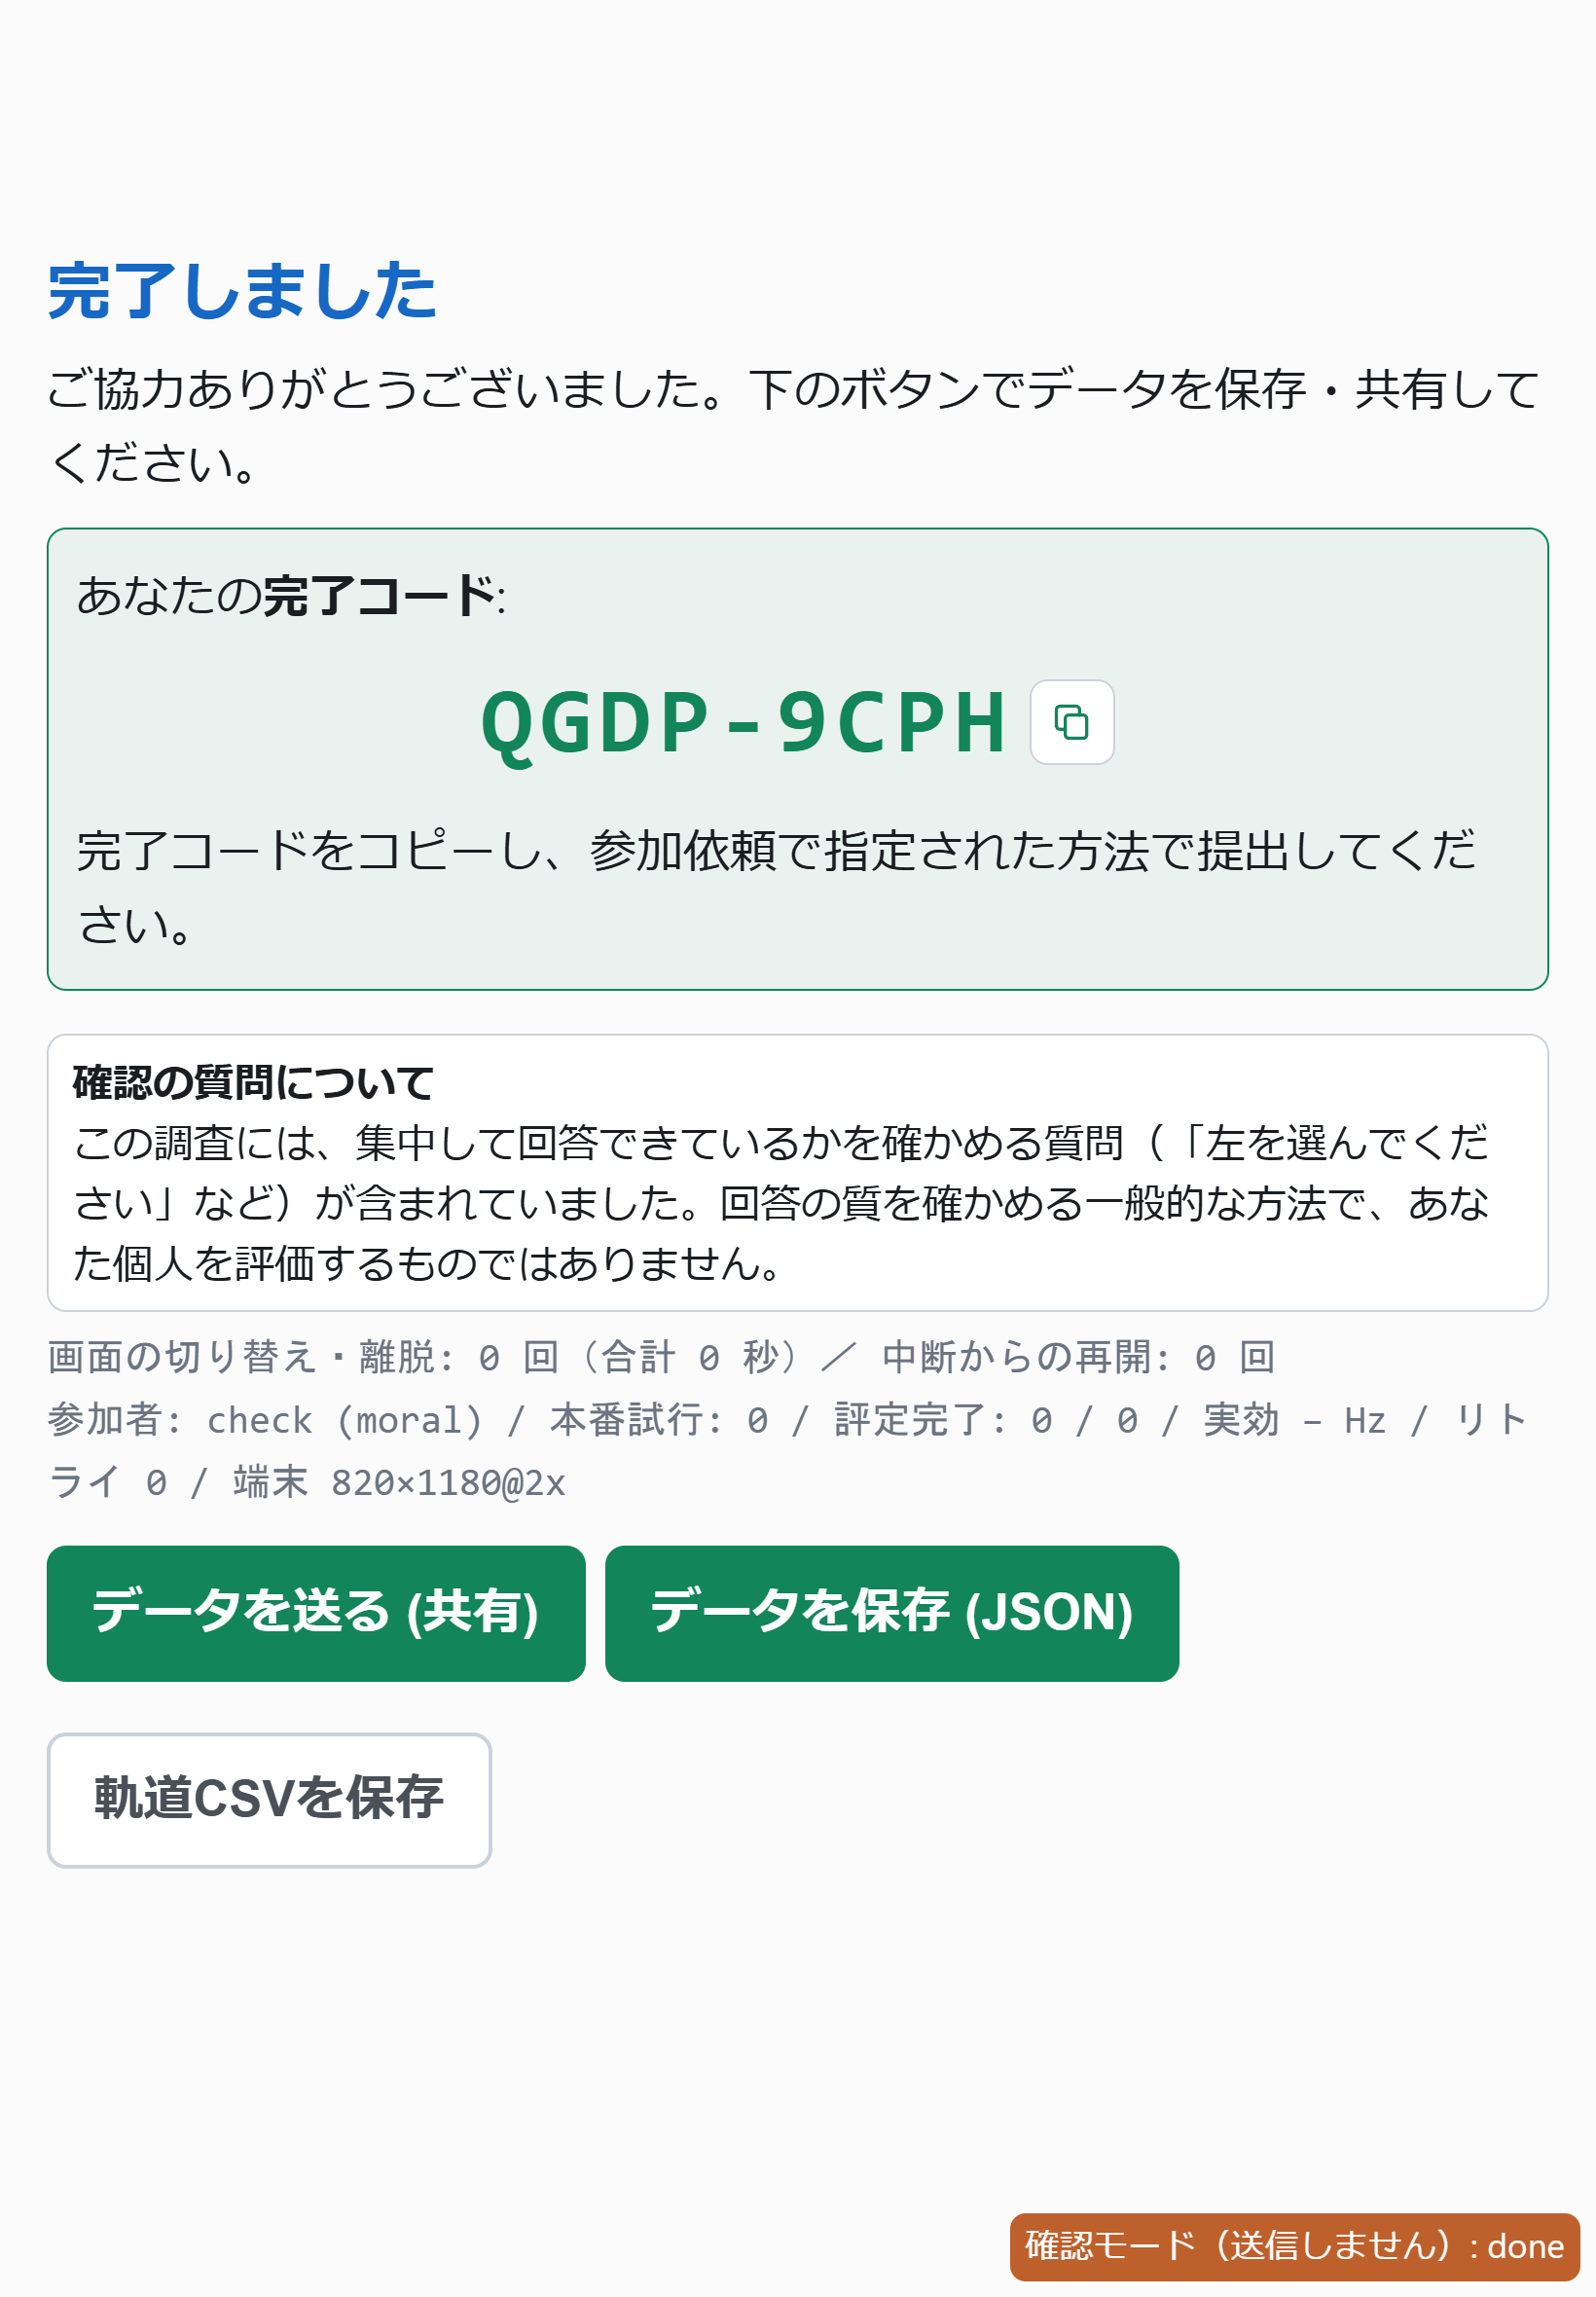 完了しました
ご協力ありがとうございました。下のボタンでデータを保存・共有して
ください。
あなたの完了コード:
QGDP-9CPH
完了コードをコピーし、参加依頼で指定された方法で提出してくだ
さい。
確認の質問について
この調査には、集中して回答できているかを確かめる質問（「左を選んでくだ
さい」など）が含まれていました。回答の質を確かめる一般的な方法で、あな
た個人を評価するものではありません。
画面の切り替え・離脱: 0 回（合計 0 秒）／ 中断からの再開: 0 回
参加者: check (moral) / 本番試行: 0 / 評定完了: 0 / 0 / 実効 – Hz / リト
ライ 0 / 端末 820×1180@2x
データを送る (共有)
データを保存 (JSON)
軌道CSVを保存
確認モード（送信しません）: done